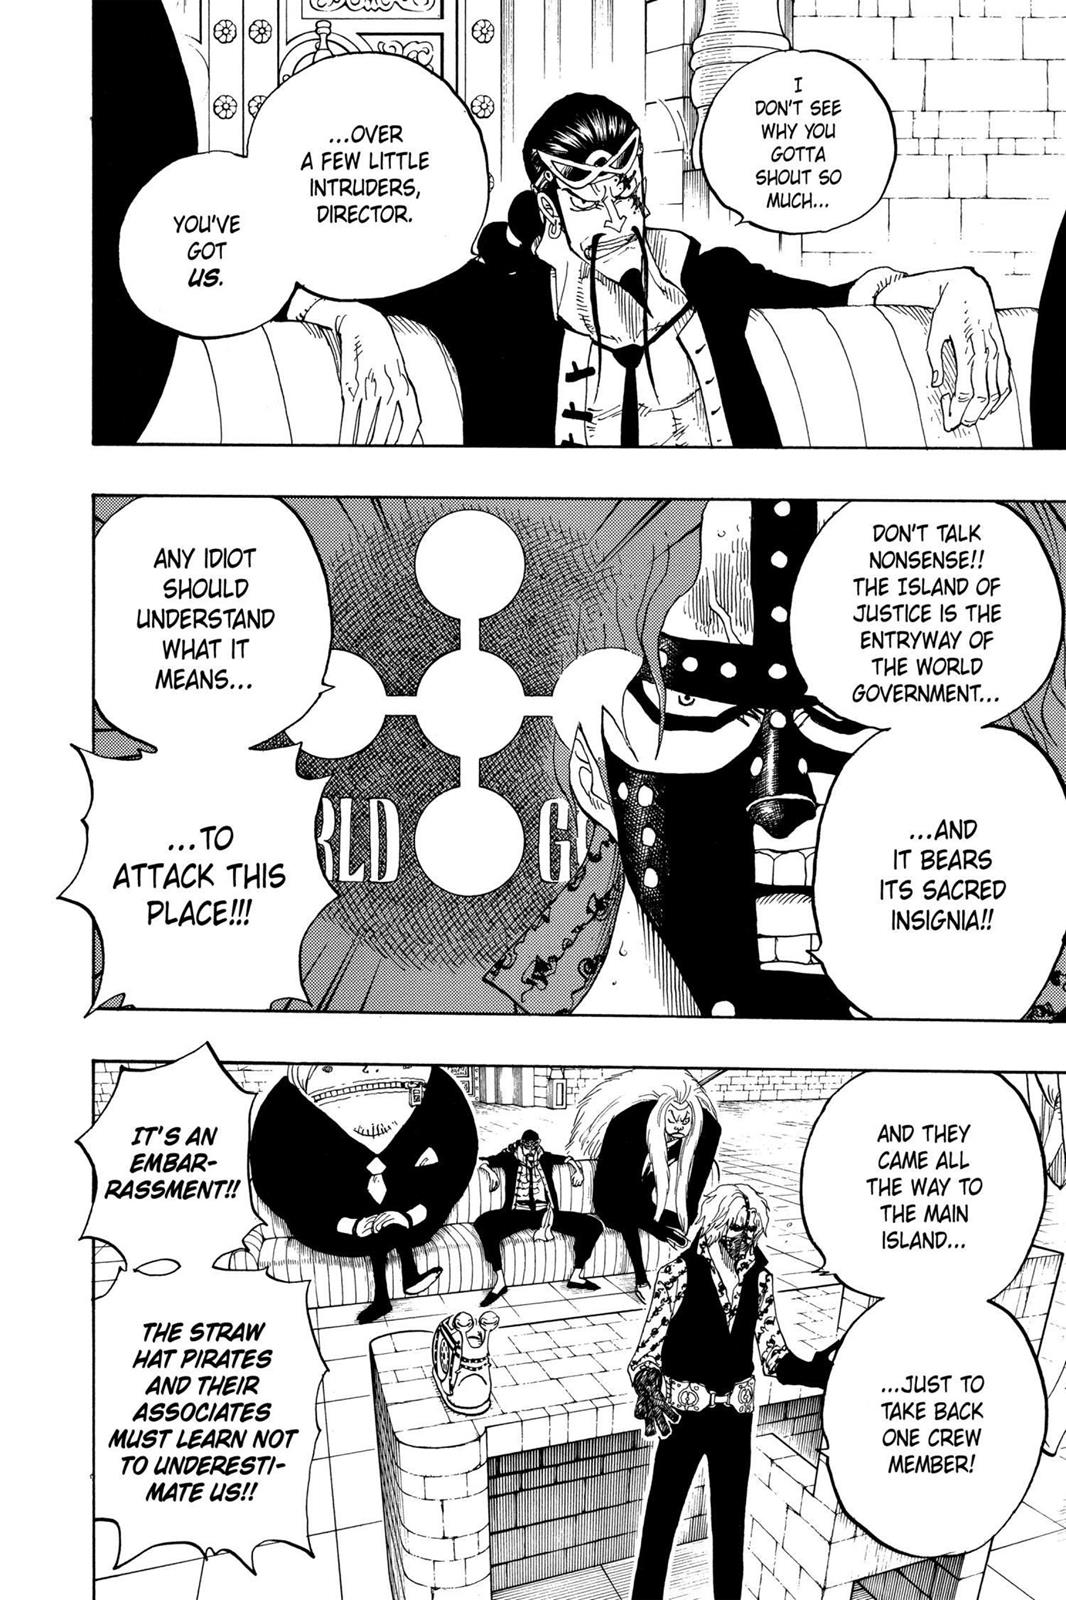 I
DON'T SEE
WHY YOU
GOTTA
SHOUT SO
MUCH...
...OVER
A FEW LITTLE
INTRUDERS,
DIRECTOR.
YOU'VE
GOT
US.
DON'T TALK
NONSENSE!!
THE ISLAND OF
JUSTICE IS THE
ENTRYWAY OF
THE WORLD
GOVERNMENT...
...AND
IT BEARS
ITS SACRED
INSIGNIA!!
ANY IDIOT
SHOULD
UNDERSTAND
WHAT IT
MEANS...
...TO
ATTACK THIS
PLACE!!!
RLD GO
AND THEY
CAME ALL
THE WAY TO
THE MAIN
ISLAND...
...JUST TO
TAKE BACK
ONE CREW
MEMBER!
IT'S AN
EMBAR-
RASSMENT!!
THE STRAW
HAT PIRATES
AND THEIR
ASSOCIATES
MUST LEARN NOT
TO UNDERESTI-
MATE US!!